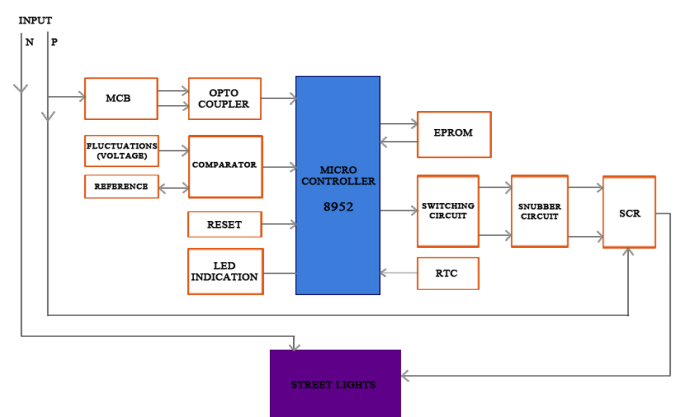 INPUT
N P
MCB
OPTO
COUPLER
FLUCTUATIONS
(VOLTAGE)
REFERENCE
COMPARATOR
RESET
LED
INDICATION
MICRO
CONTROLLER
8952
EPROM
SWITCHING
CIRCUIT
SNUBBER
CIRCUIT
SCR
RTC
STREET LIGHTS